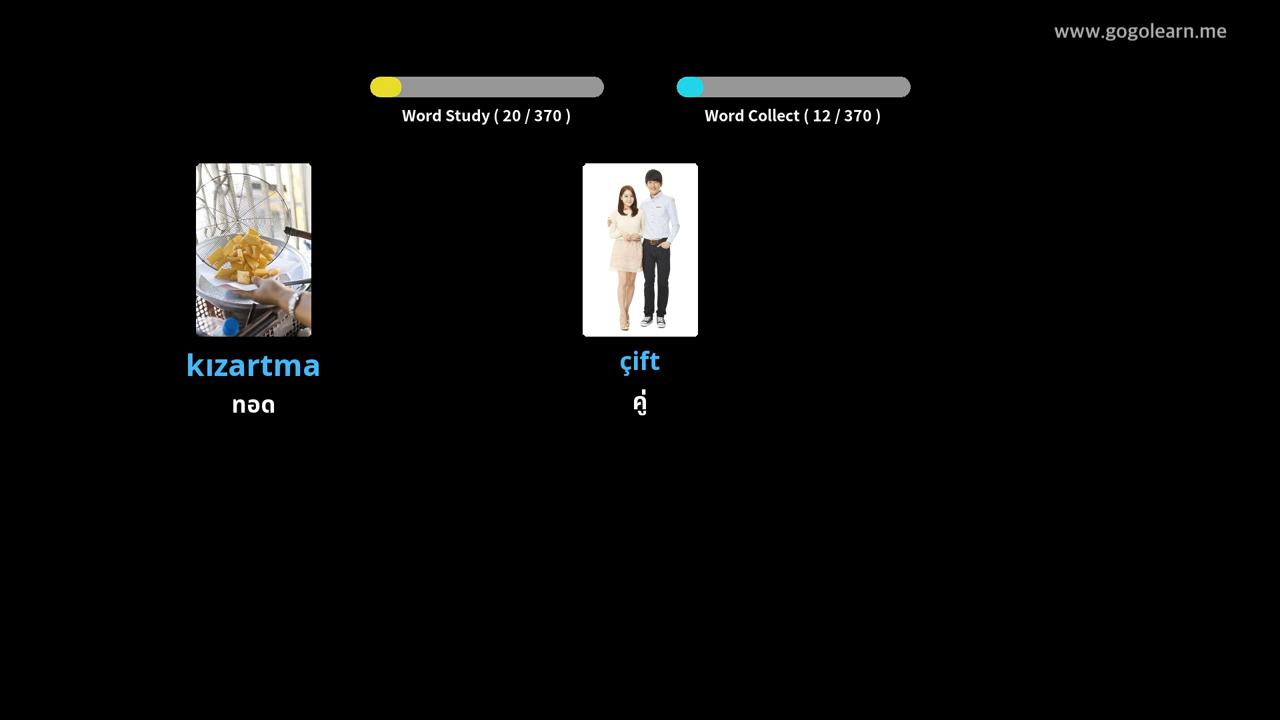 www.gogolearn.me
Word Study ( 20 / 370 )
Word Collect ( 12 / 370 )
kızartma
ทอด
çift
คู่